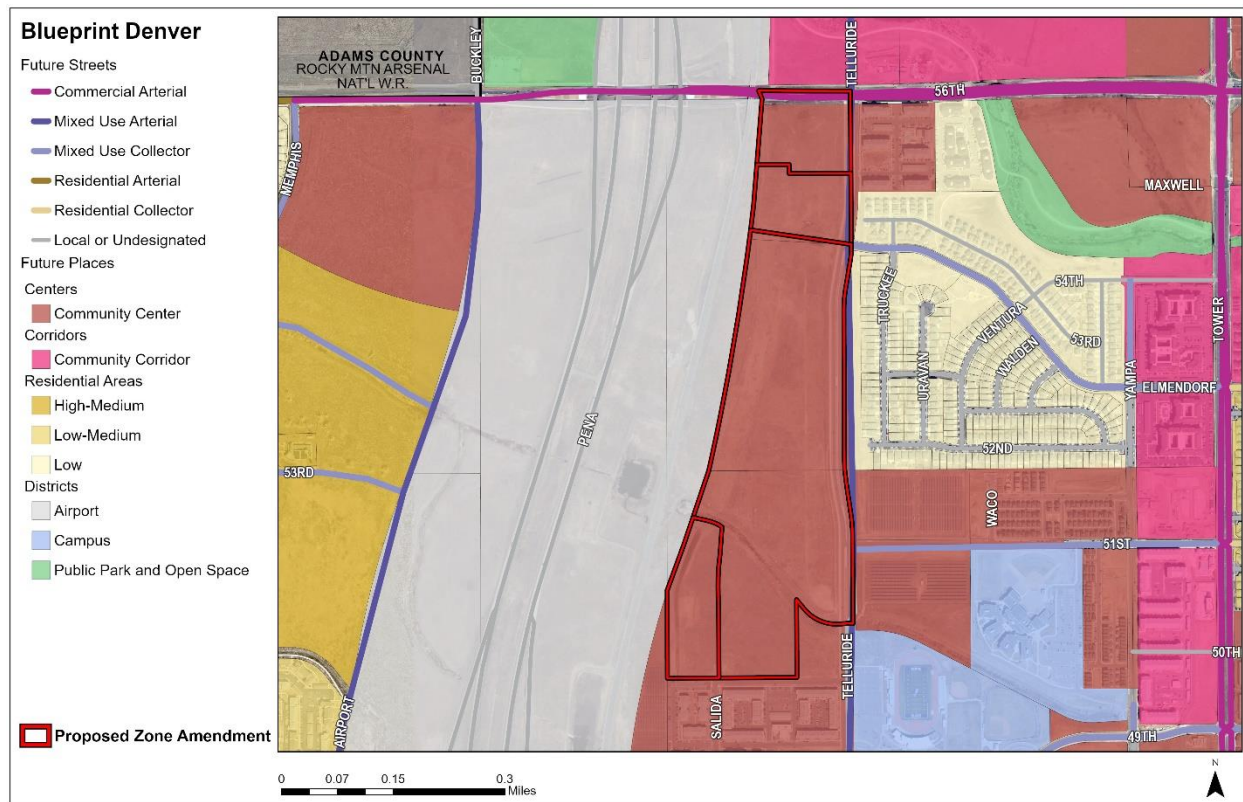 Blueprint Denver
Future Streets
Commercial Arterial
Mixed Use Arterial
Mixed Use Collector
Residential Arterial
Residential Collector
Local or Undesignated
Future Places
Centers
Community Center
Corridors
Community Corridor
Residential Areas
High-Medium
Low-Medium
Low
Districts
Airport
Campus
Public Park and Open Space
Proposed Zone Amendment
ADAMS COUNTY
ROCKY MTN ARSENAL
NAT'L W.R.
BUCKLEY
TELLURIDE
56TH
MEMPHIS
MAXWELL
TRUCKEE
54TH
VENTURA
53RD
TOWER
URAVAN
WALDEN
YAMPA
ELMENDORF
PENA
52ND
53RD
WACO
51ST
TELLURIDE
50TH
SALIDA
AIRPORT
49TH
0 0.07 0.15 0.3
Miles
N